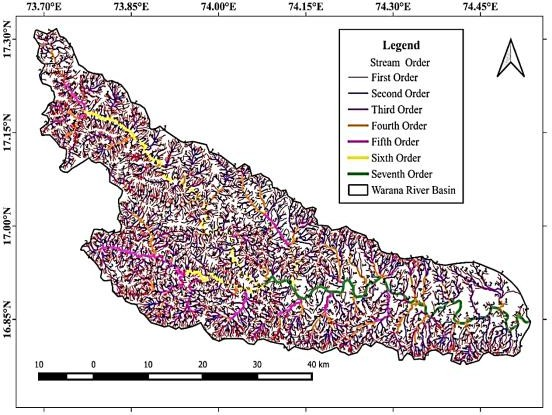 73.70°E 73.85°E 74.00°E 74.15°E 74.30°E 74.45°E
17.30°N
17.15°N
17.00°N
16.85°N
Legend
Stream Order
First Order
Second Order
Third Order
Fourth Order
Fifth Order
Sixth Order
Seventh Order
Warana River Basin
10 0 10 20 30 40 km